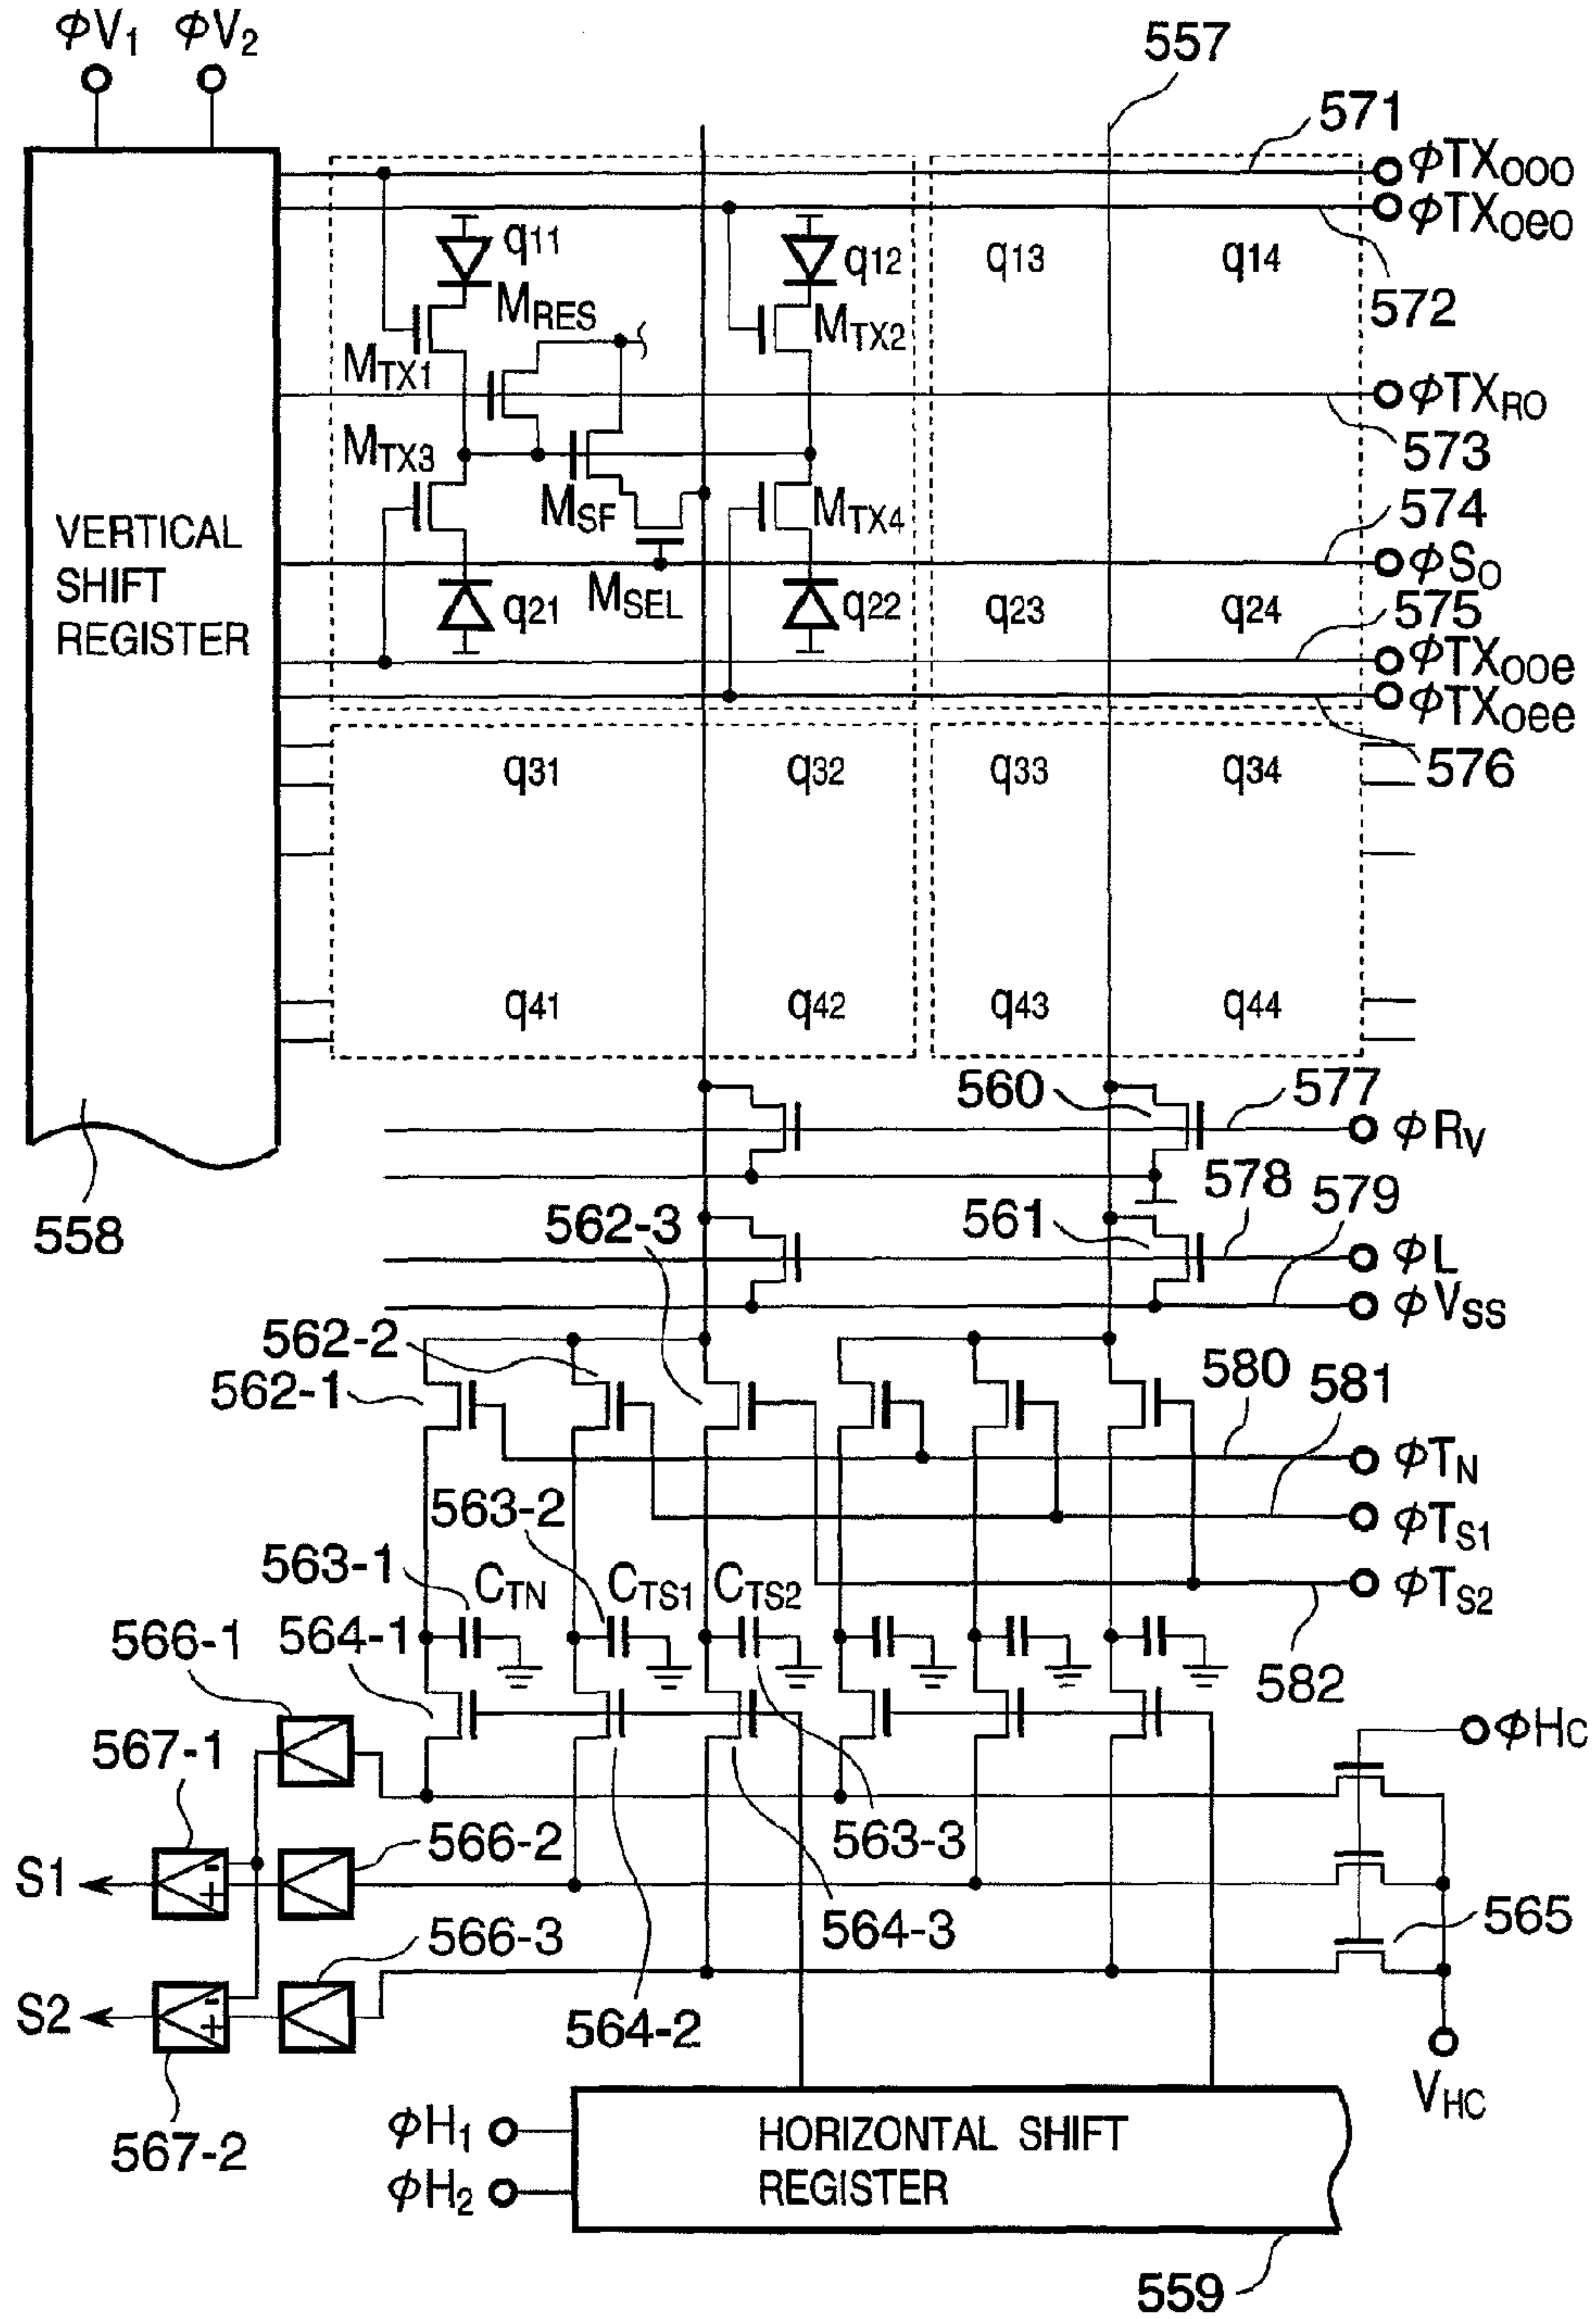 ϕV1 ϕV2
557
571
ϕTXOOO
ϕTXOeO
572
q11 q12 q13 q14
MRES
MTX1 MTX2
ϕTXRO
573
MTX3
MSF MTX4
574
ϕSO
VERTICAL
SHIFT
REGISTER
MSEL
q21 q22 q23 q24
575
ϕTXOOe
ϕTXOee
576
q31 q32 q33 q34
q41 q42 q43 q44
558
560 577
ϕRV
578 579
562-3 561
ϕL
ϕVSS
562-2
562-1
580 581
ϕTN
563-2
ϕTS1
563-1 CTN CTS1 CTS2
ϕTS2
566-1 564-1
582
567-1
ϕHC
566-2 563-3
S1
566-3 564-3 565
S2
564-2
567-2
VHC
ϕH1
ϕH2
HORIZONTAL SHIFT
REGISTER
559